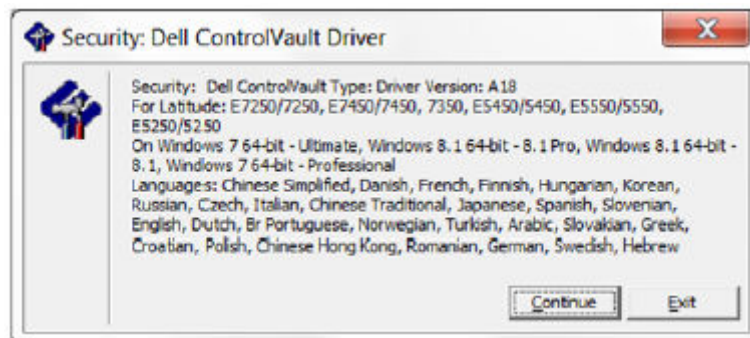 Security: Dell ControlVault Driver
Security: Dell ControlVault Type: Driver Version: A18
For Latitude: E7250/7250, E7450/7450, 7350, E5450/5450, E5550/5550,
E5250/5250
On Windows 7 64-bit - Ultimate, Windows 8.1 64-bit - 8.1 Pro, Windows 8.1 64-bit -
8.1, Windows 7 64-bit - Professional
Languages: Chinese Simplified, Danish, French, Finnish, Hungarian, Korean,
Russian, Czech, Italian, Chinese Traditional, Japanese, Spanish, Slovenian,
English, Dutch, Br Portuguese, Norwegian, Turkish, Arabic, Slovakian, Greek,
Croatian, Polish, Chinese Hong Kong, Romanian, German, Swedish, Hebrew
Continue Exit